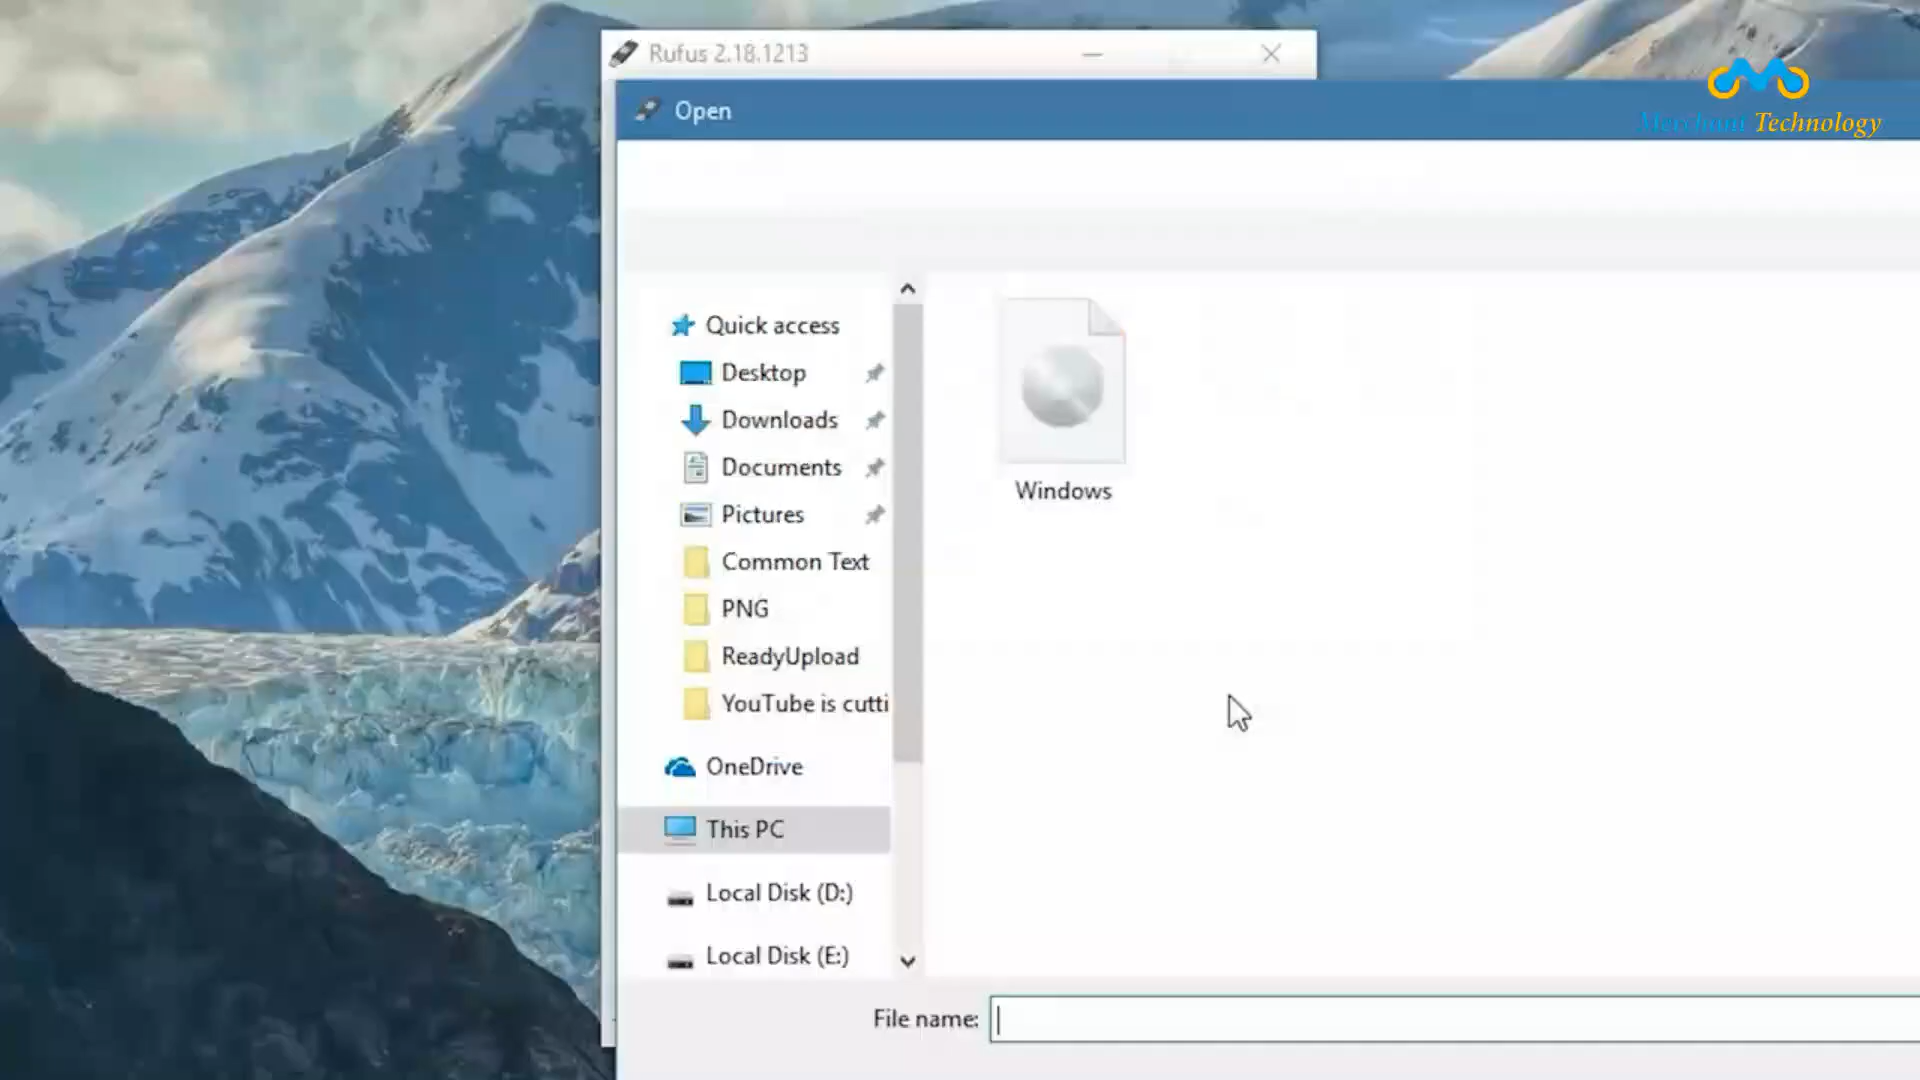 Rufus 2.18.1213
Merchant Technology
Open
Quick access
Desktop
Downloads
Documents
Pictures
Common Text
PNG
ReadyUpload
YouTube is cutti
OneDrive
This PC
Local Disk (D:)
Local Disk (E:)
Windows
File name: